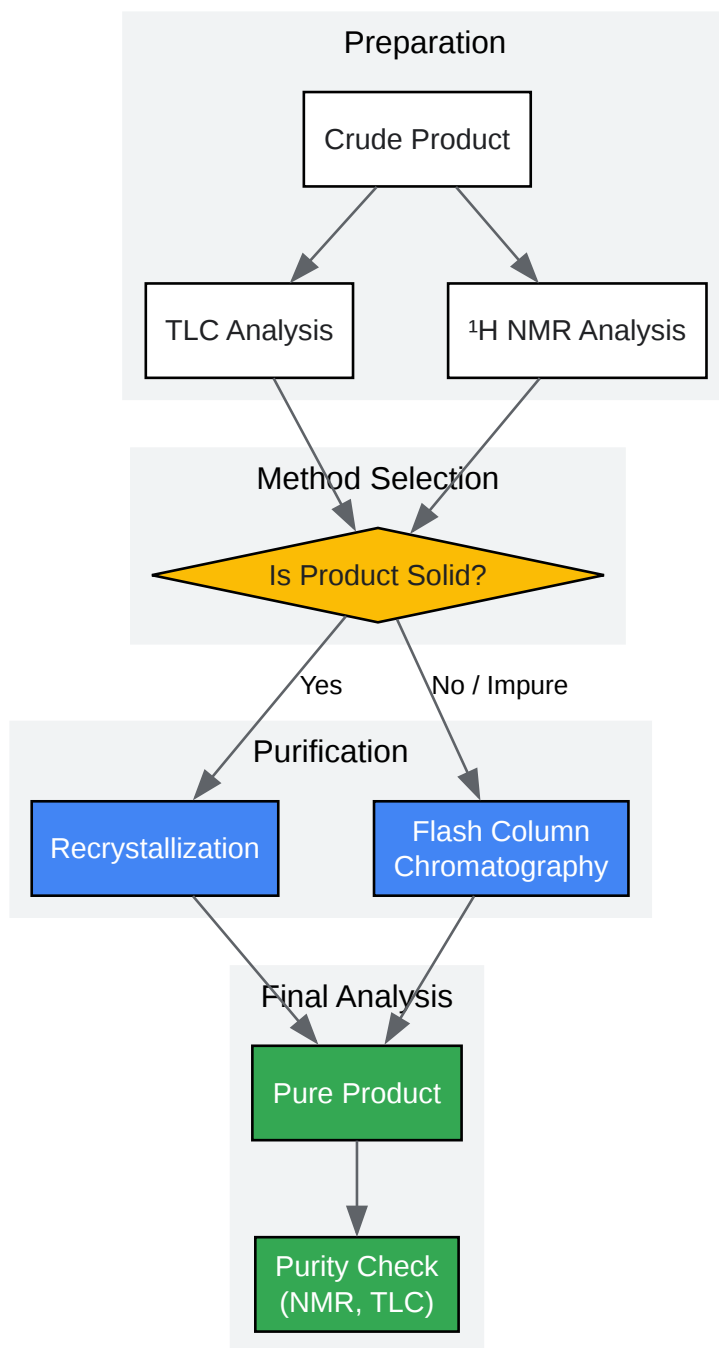 Preparation
Crude Product
TLC Analysis
¹H NMR Analysis
Method Selection
Is Product Solid?
Yes
No / Impure
Purification
Recrystallization
Flash Column
Chromatography
Final Analysis
Pure Product
Purity Check
(NMR, TLC)